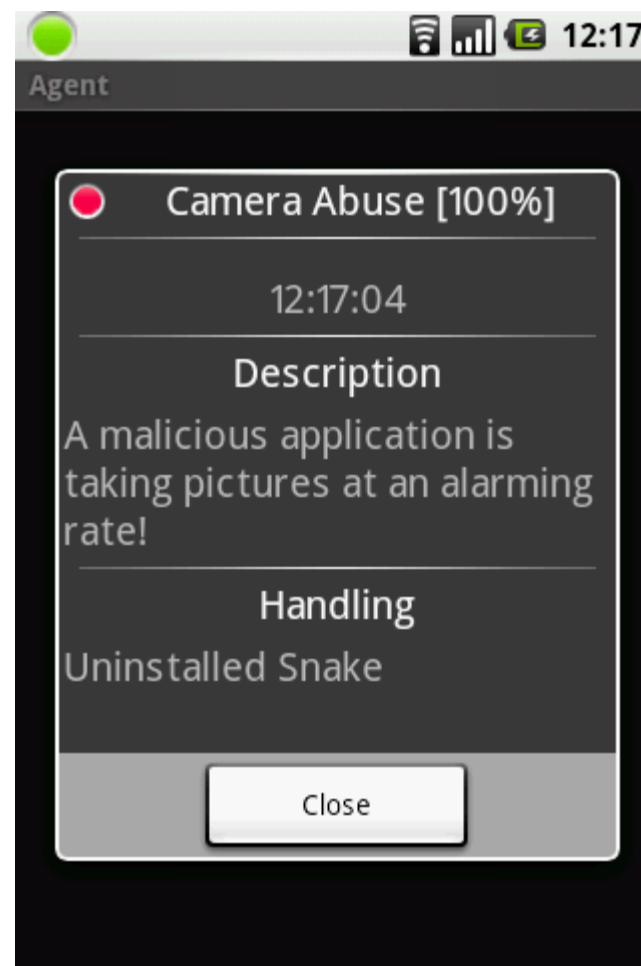 12:17
Agent
Camera Abuse [100%]
12:17:04
Description
A malicious application is
taking pictures at an alarming
rate!
Handling
Uninstalled Snake
Close